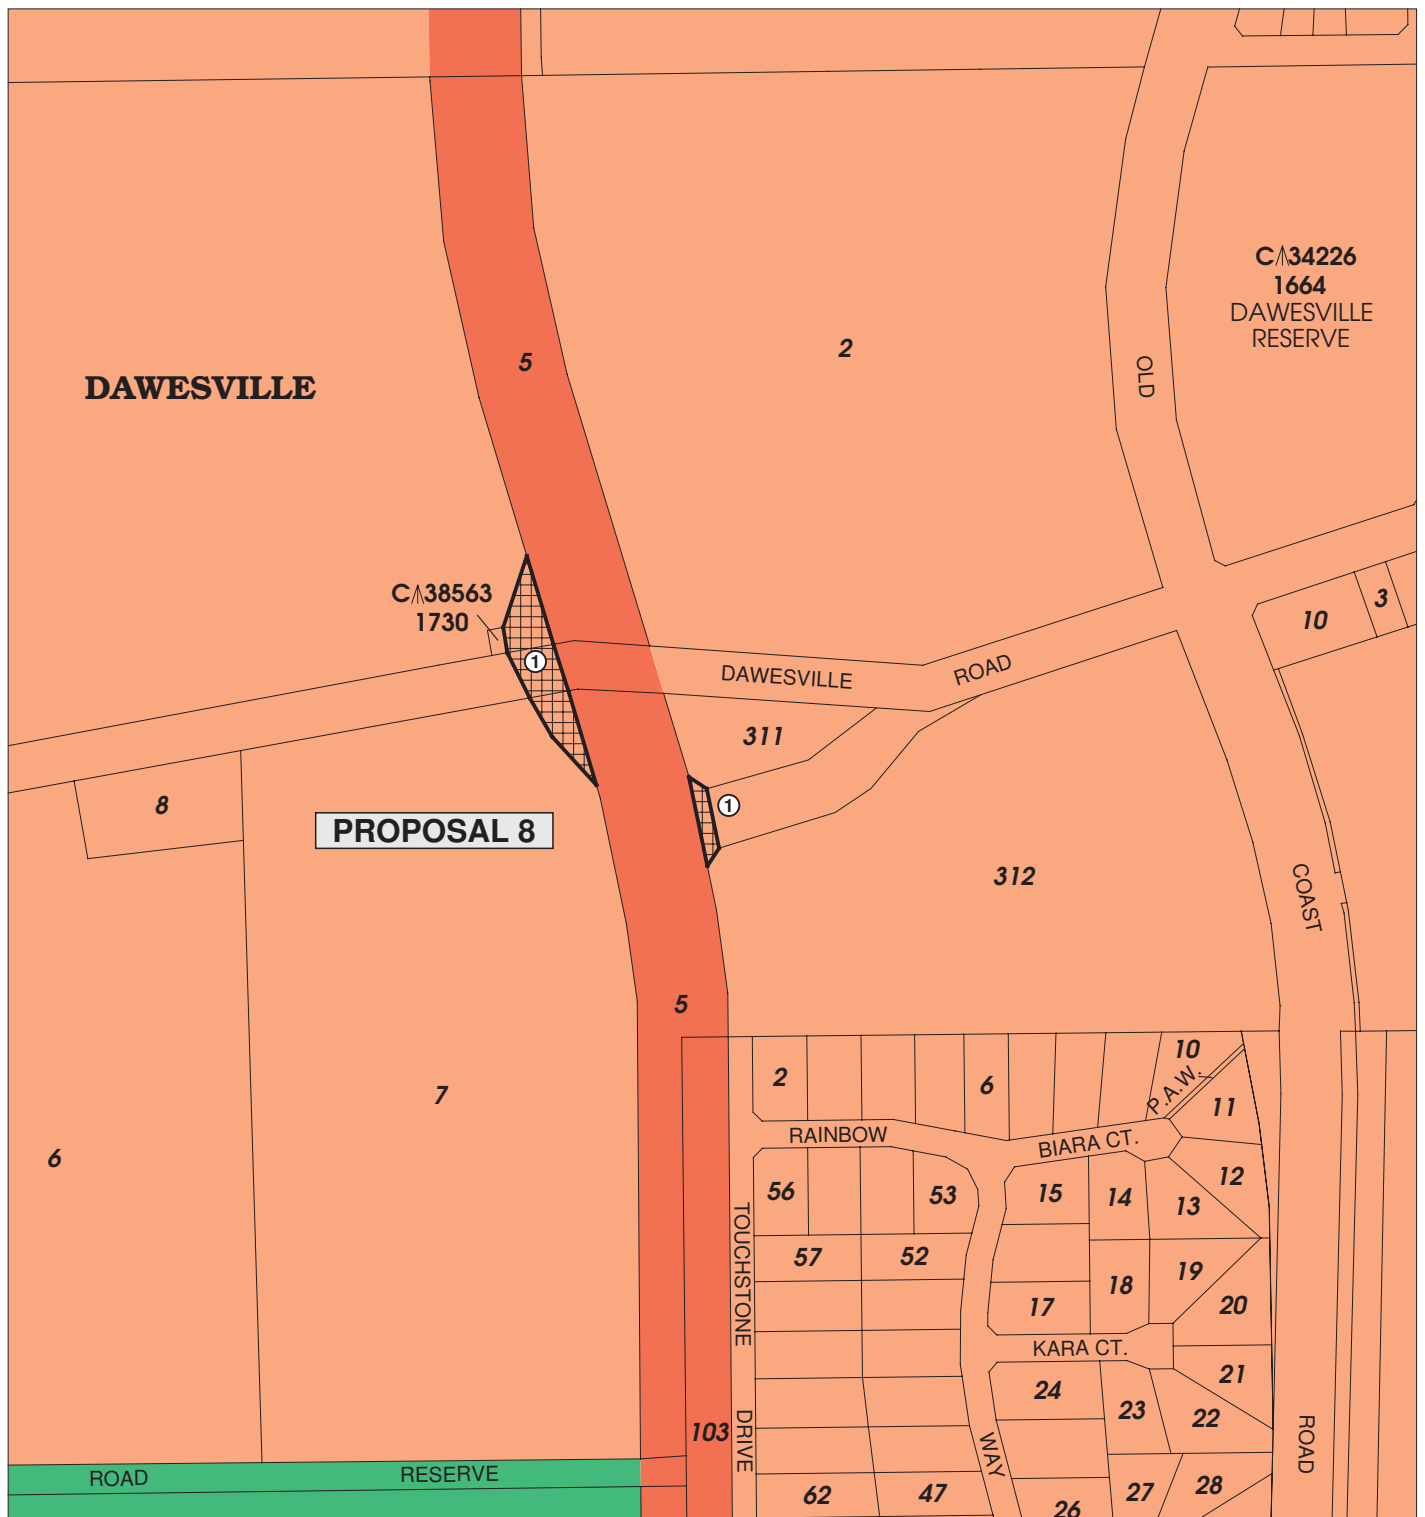 C 34226
1664
DAWESVILLE
RESERVE
2
5
OLD
DAWESVILLE
C 38563
1730
10
3
1
DAWESVILLE
ROAD
311
8
1
PROPOSAL 8
312
COAST
5
10
2
6
P.A.W.
7
11
RAINBOW
BIARA CT.
6
12
56
53
15
14
13
TOUCHSTONE
57
52
19
18
17
20
KARA CT.
21
24
23
22
103
DRIVE
WAY
ROAD
ROAD
RESERVE
62
47
27
28
26